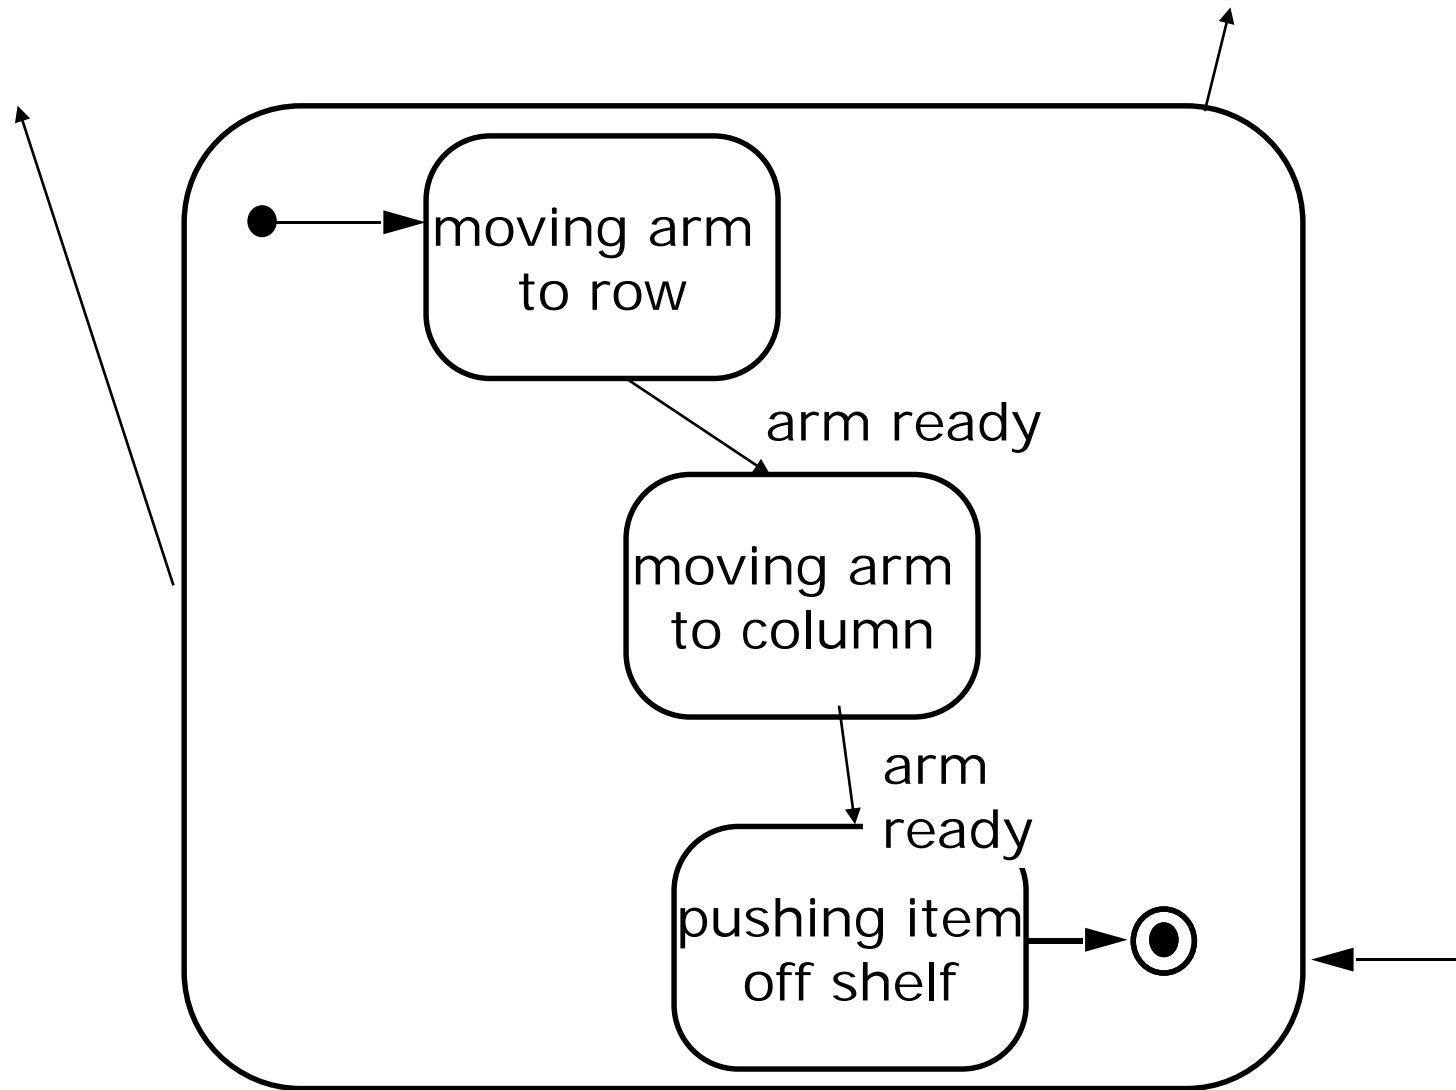 moving arm
to row
arm ready
moving arm
to column
arm
ready
pushing item
off shelf